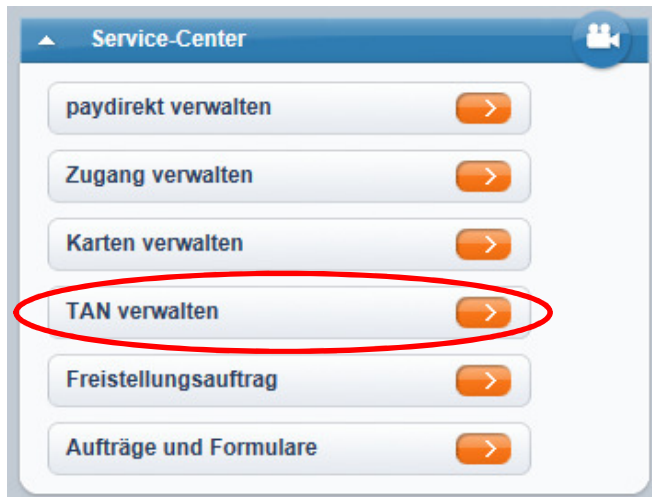 Service-Center
paydirekt verwalten
Zugang verwalten
Karten verwalten
TAN verwalten
Freistellungsauftrag
Aufträge und Formulare